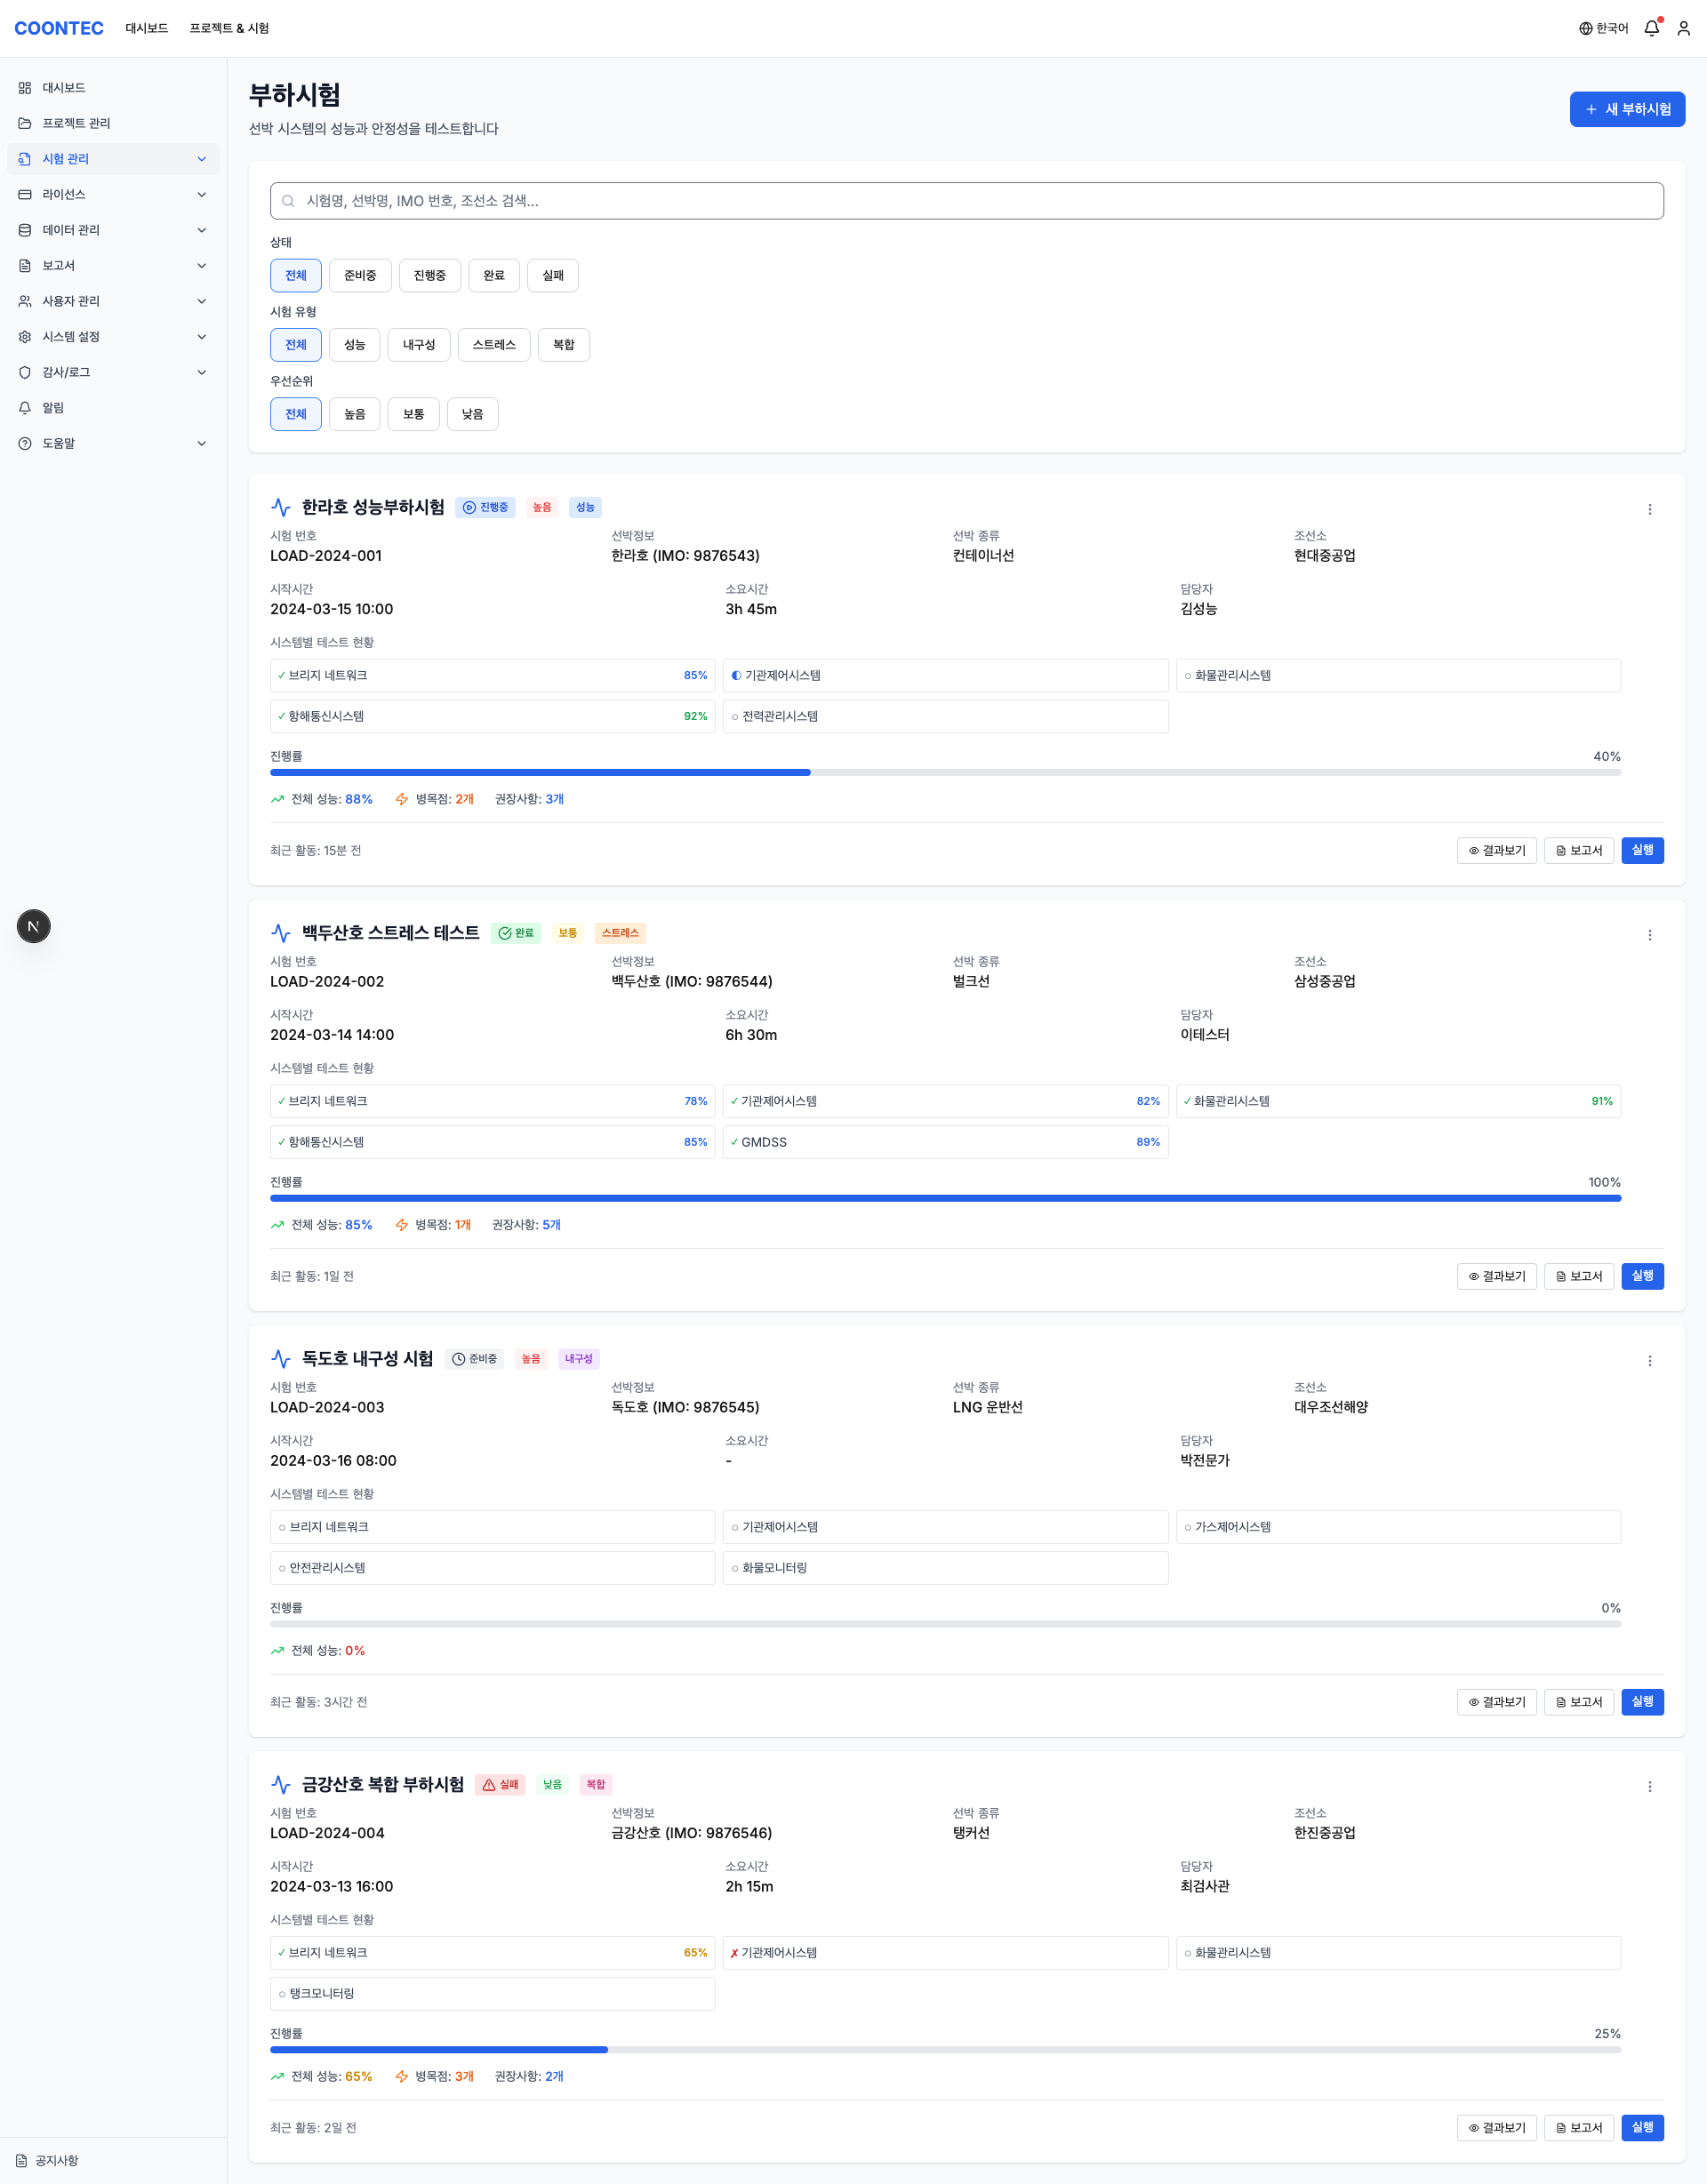 COONTEC 대시보드 프로젝트 & 시험 한국어
대시보드
프로젝트 관리
시험 관리
라이선스
데이터 관리
보고서
사용자 관리
시스템 설정
감사/로그
알림
도움말
N
공지사항
부하시험
선박 시스템의 성능과 안정성을 테스트합니다
+ 새 부하시험
시험명, 선박명, IMO 번호, 조선소 검색...
상태
전체 준비중 진행중 완료 실패
시험 유형
전체 성능 내구성 스트레스 복합
우선순위
전체 높음 보통 낮음
한라호 성능부하시험 진행중 높음 성능
시험 번호 선박정보 선박 종류 조선소
LOAD-2024-001 한라호 (IMO: 9876543) 컨테이너선 현대중공업
시작시간 소요시간 담당자
2024-03-15 10:00 3h 45m 김성능
시스템별 테스트 현황
✓ 브리지 네트워크 85% ◐ 기관제어시스템 ○ 화물관리시스템
✓ 항해통신시스템 92% ○ 전력관리시스템
진행률 40%
전체 성능: 88% 병목점: 2개 권장사항: 3개
최근 활동: 15분 전 결과보기 보고서 실행
백두산호 스트레스 테스트 완료 보통 스트레스
시험 번호 선박정보 선박 종류 조선소
LOAD-2024-002 백두산호 (IMO: 9876544) 벌크선 삼성중공업
시작시간 소요시간 담당자
2024-03-14 14:00 6h 30m 이테스터
시스템별 테스트 현황
✓ 브리지 네트워크 78% ✓ 기관제어시스템 82% ✓ 화물관리시스템 91%
✓ 항해통신시스템 85% ✓ GMDSS 89%
진행률 100%
전체 성능: 85% 병목점: 1개 권장사항: 5개
최근 활동: 1일 전 결과보기 보고서 실행
독도호 내구성 시험 준비중 높음 내구성
시험 번호 선박정보 선박 종류 조선소
LOAD-2024-003 독도호 (IMO: 9876545) LNG 운반선 대우조선해양
시작시간 소요시간 담당자
2024-03-16 08:00 - 박전문가
시스템별 테스트 현황
○ 브리지 네트워크 ○ 기관제어시스템 ○ 가스제어시스템
○ 안전관리시스템 ○ 화물모니터링
진행률 0%
전체 성능: 0%
최근 활동: 3시간 전 결과보기 보고서 실행
금강산호 복합 부하시험 실패 낮음 복합
시험 번호 선박정보 선박 종류 조선소
LOAD-2024-004 금강산호 (IMO: 9876546) 탱커선 한진중공업
시작시간 소요시간 담당자
2024-03-13 16:00 2h 15m 최검사관
시스템별 테스트 현황
✓ 브리지 네트워크 65% ✗ 기관제어시스템 ○ 화물관리시스템
○ 탱크모니터링
진행률 25%
전체 성능: 65% 병목점: 3개 권장사항: 2개
최근 활동: 2일 전 결과보기 보고서 실행